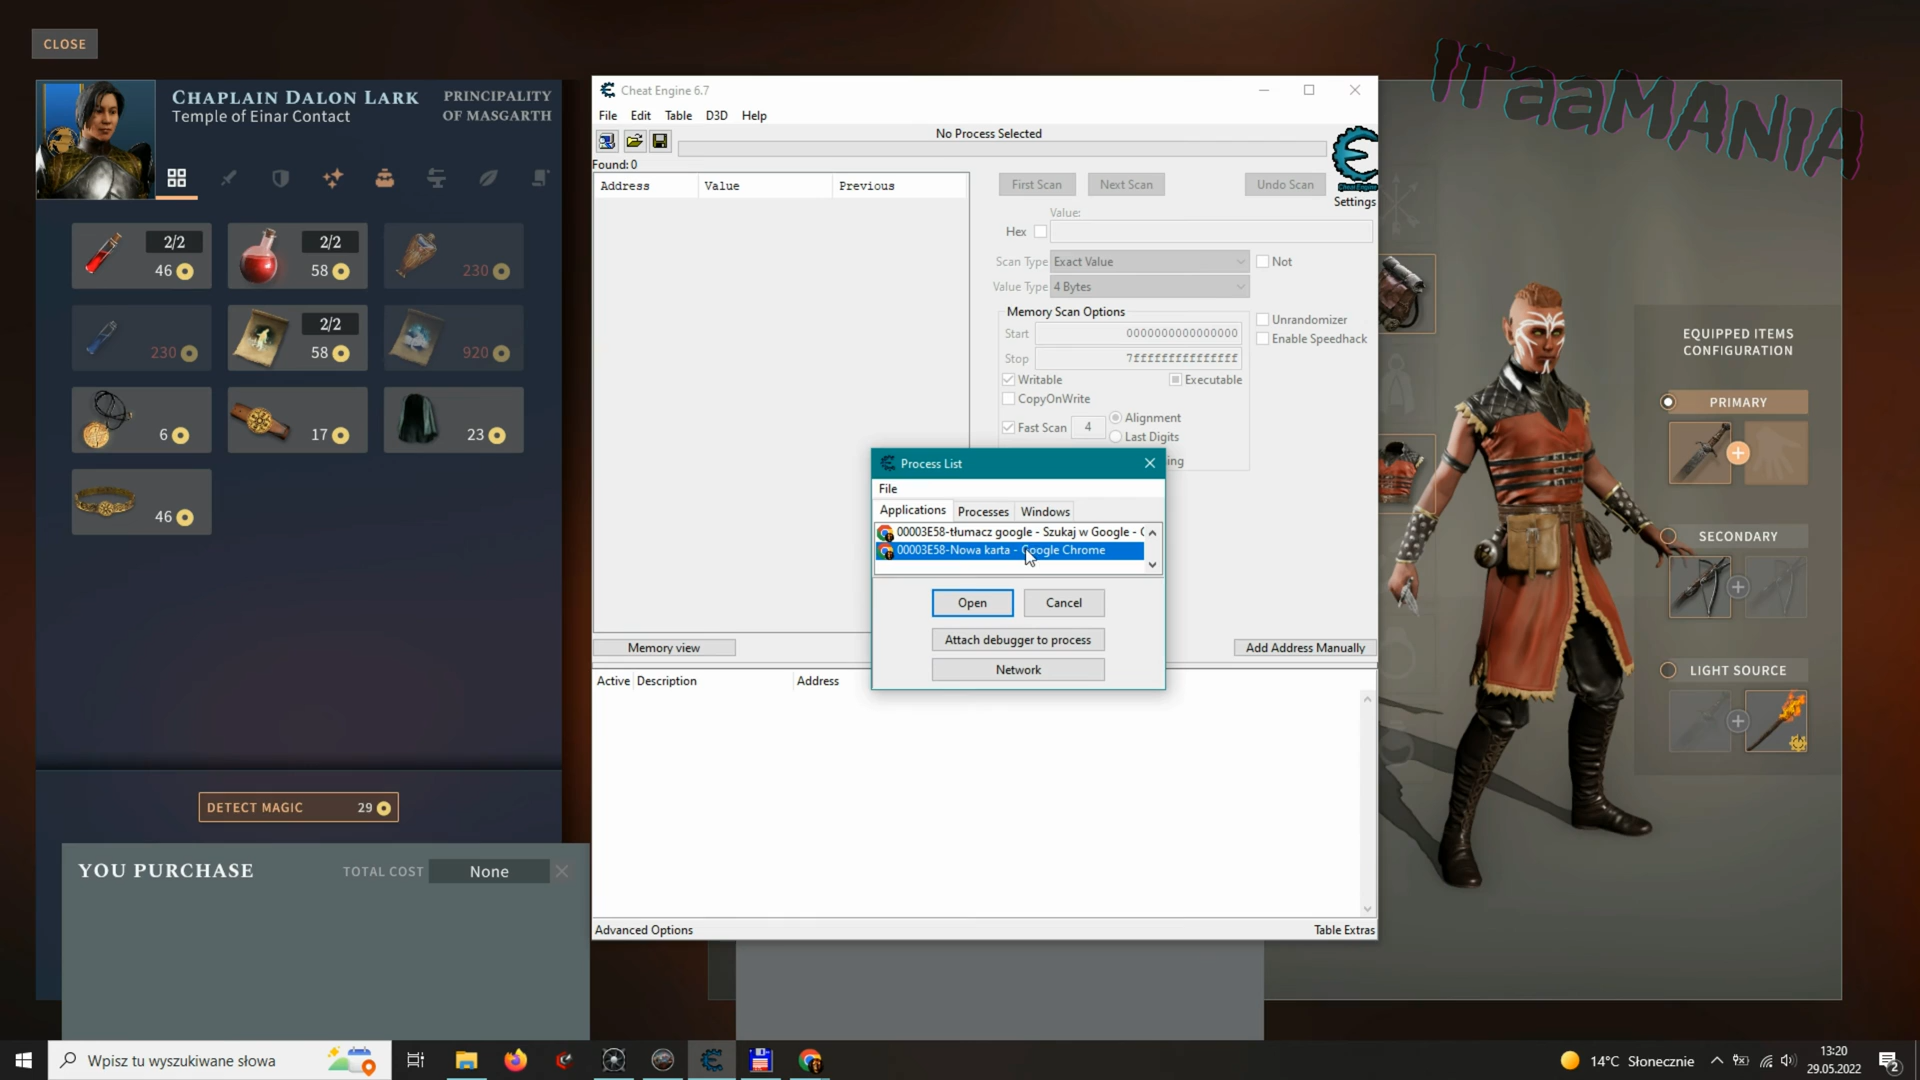 CLOSE
ITaaMANIA
CHAPLAIN DALON LARK
Temple of Einar Contact
PRINCIPALITY
OF MASGARTH
2/2
46
2/2
58
230
230
2/2
58
920
6
17
23
46
DETECT MAGIC 29
YOU PURCHASE TOTAL COST None
Cheat Engine 6.7
File Edit Table D3D Help
No Process Selected
Found: 0
Address Value Previous
First Scan Next Scan Undo Scan
Cheat Engine
Settings
Value:
Hex
Scan Type Exact Value Not
Value Type 4 Bytes
Memory Scan Options
Start 0000000000000000
Stop 7fffffffffffffff
Unrandomizer
Enable Speedhack
Writable Executable
CopyOnWrite
Fast Scan 4 Alignment
Last Digits
ing
Process List
File
Applications Processes Windows
00003E58-tłumacz google - Szukaj w Google - (
00003E58-Nowa karta - Google Chrome
Open Cancel
Attach debugger to process
Network
Memory view Add Address Manually
Active Description Address
Advanced Options Table Extras
EQUIPPED ITEMS
CONFIGURATION
PRIMARY
SECONDARY
LIGHT SOURCE
Wpisz tu wyszukiwane słowa
14°C Słonecznie
13:20
29.05.2022
2